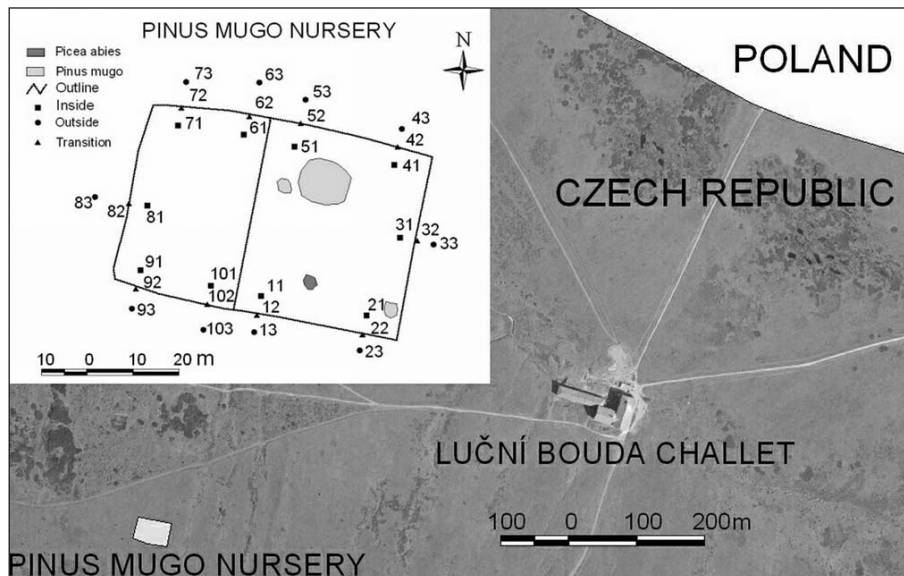 PINUS MUGO NURSERY
Picea abies
Pinus mugo
Outline
Inside
Outside
Transition
N
73
63
53
72
62
52
43
71
61
42
51
41
83
82
81
31
32
33
91
101
11
92
102
12
21
93
103
13
22
23
10 0 10 20 m
POLAND
CZECH REPUBLIC
LUČNÍ BOUDA CHALLET
100 0 100 200m
PINUS MUGO NURSERY